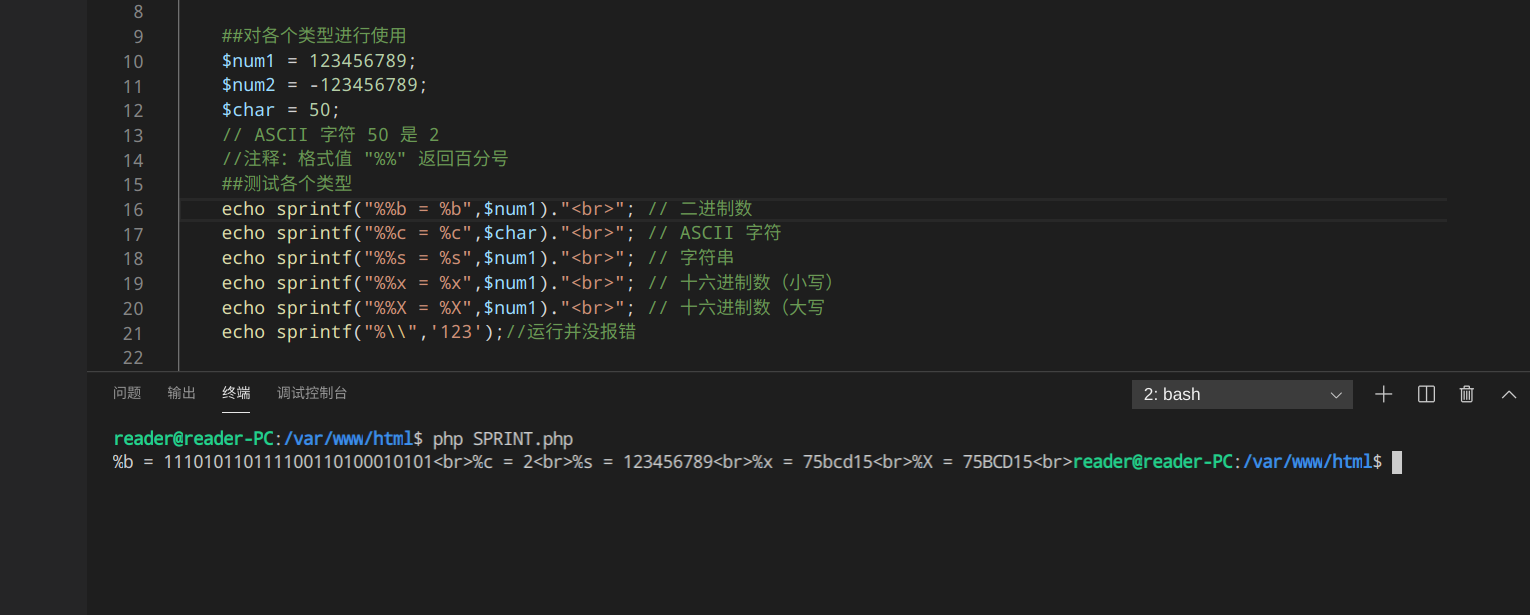 8
9 ##对各个类型进行使用
10 $num1 = 123456789;
11 $num2 = -123456789;
12 $char = 50;
13 // ASCII 字符 50 是 2
14 //注释：格式值 "%%" 返回百分号
15 ##测试各个类型
16 echo sprintf("%%b = %b",$num1)."<br>"; // 二进制数
17 echo sprintf("%%c = %c",$char)."<br>"; // ASCII 字符
18 echo sprintf("%%s = %s",$num1)."<br>"; // 字符串
19 echo sprintf("%%x = %x",$num1)."<br>"; // 十六进制数（小写）
20 echo sprintf("%%X = %X",$num1)."<br>"; // 十六进制数（大写
21 echo sprintf("%\\",'123');//运行并没报错
22
问题 输出 终端 调试控制台 2: bash
reader@reader-PC:/var/www/html$ php SPRINT.php
%b = 111010110111100110100010101<br>%c = 2<br>%s = 123456789<br>%x = 75bcd15<br>%X = 75BCD15<br>reader@reader-PC:/var/www/html$